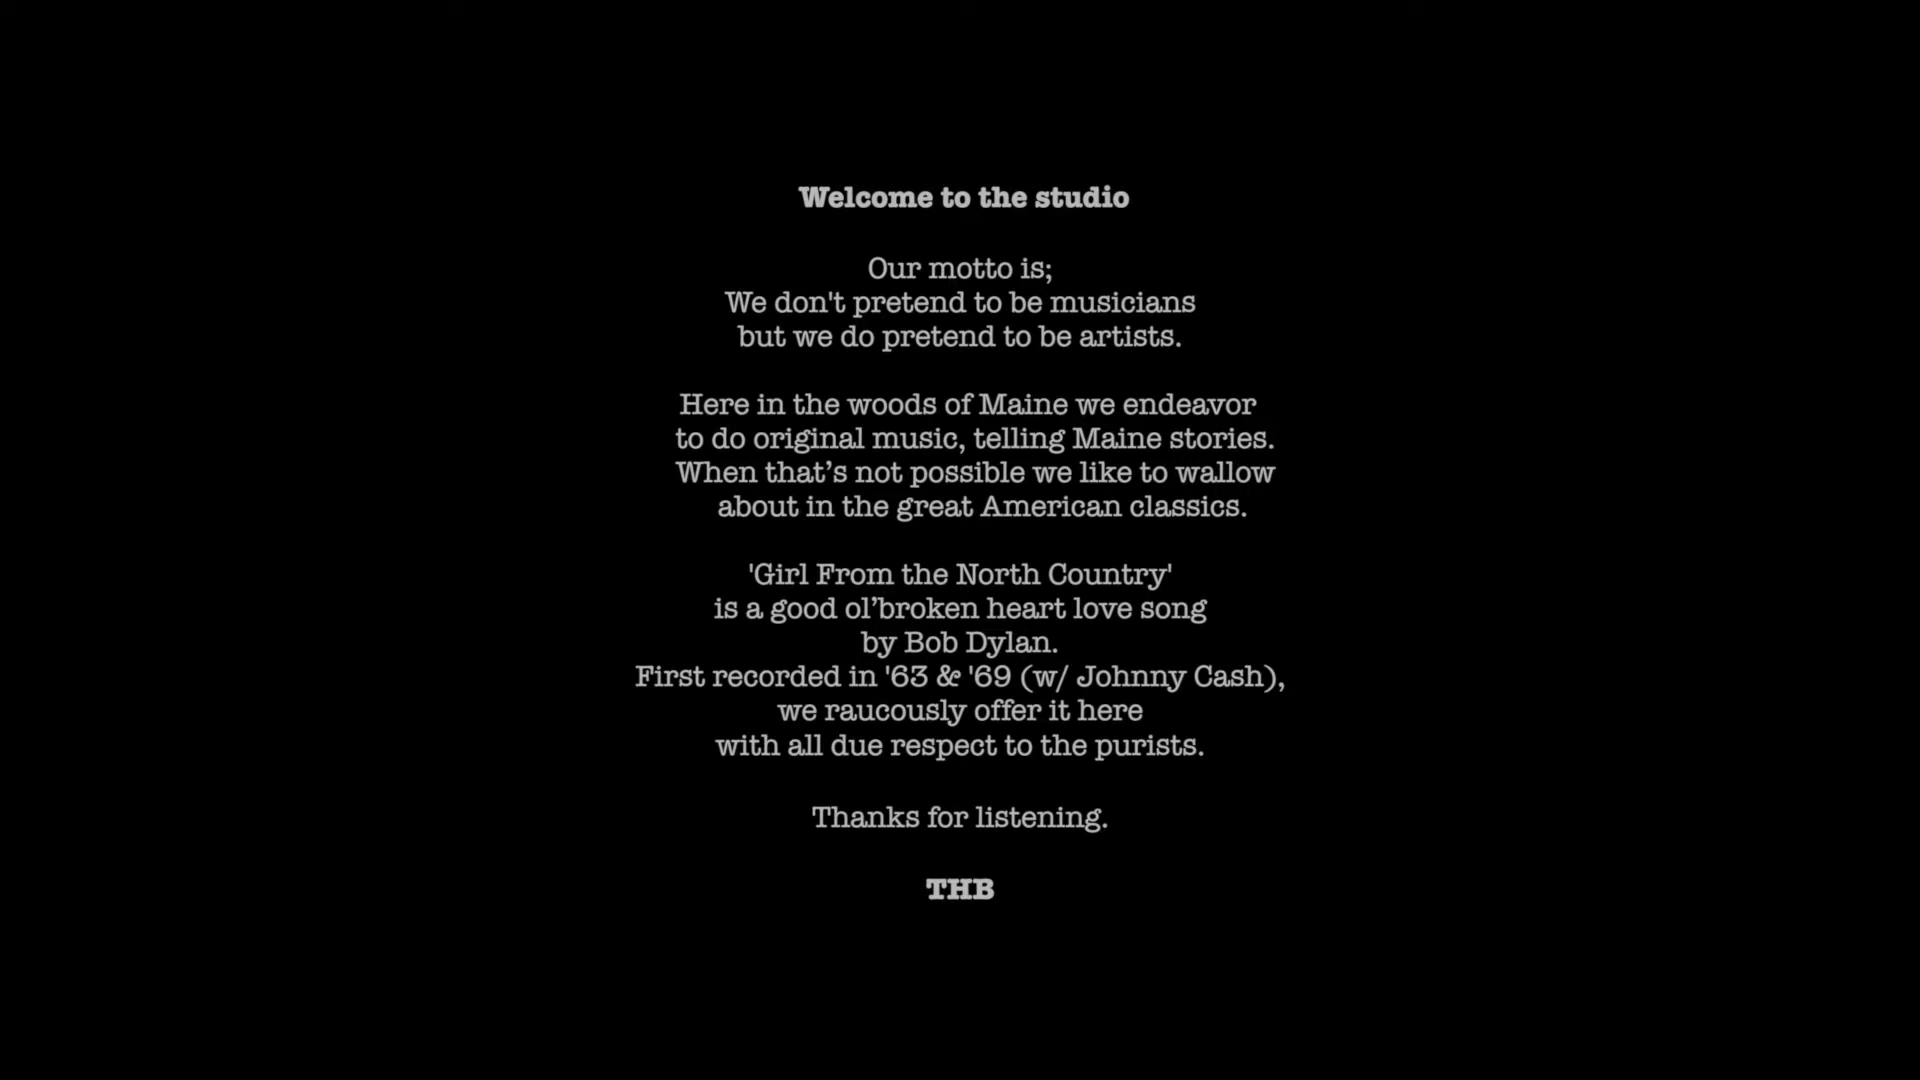 Welcome to the studio
Our motto is;
We don't pretend to be musicians
but we do pretend to be artists.
Here in the woods of Maine we endeavor
to do original music, telling Maine stories.
When that’s not possible we like to wallow
about in the great American classics.
'Girl From the North Country'
is a good ol’broken heart love song
by Bob Dylan.
First recorded in '63 & '69 (w/ Johnny Cash),
we raucously offer it here
with all due respect to the purists.
Thanks for listening.
THB